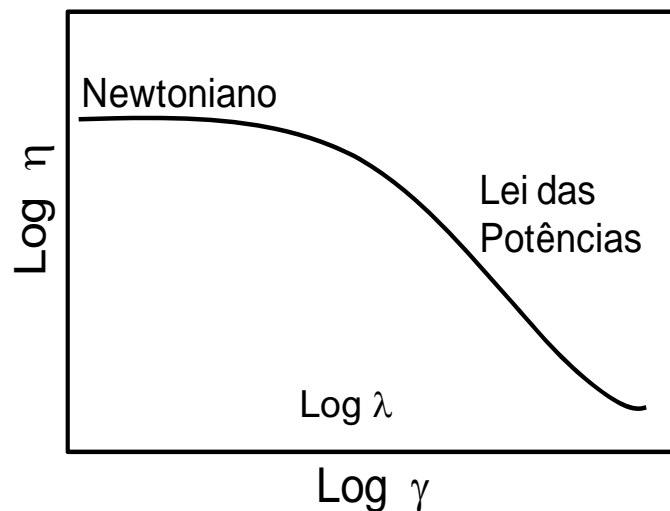 Newtoniano
Lei das
Potências
Log η
Log λ
Log γ